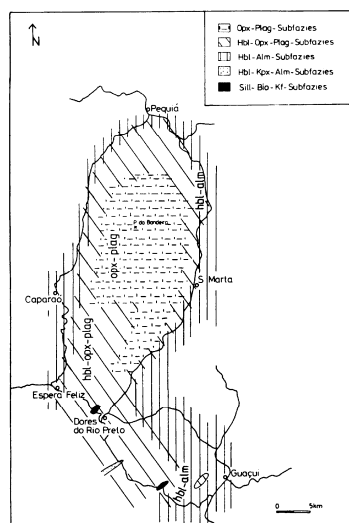 N
Opx-Plag-Subfazies
Hbl-Opx-Plag-Subfazies
Hbl-Alm-Subfazies
Hbl-Kpx-Alm-Subfazies
Sill-Bio-Kf-Subfazies
Pequiá
hbl-alm
P. da Bandeira
opx-plag
S. Marta
Caparaó
hbl-opx-plag
Espera Feliz
Dores
do Rio Preto
Guaçuí
hbl-alm
0 5km